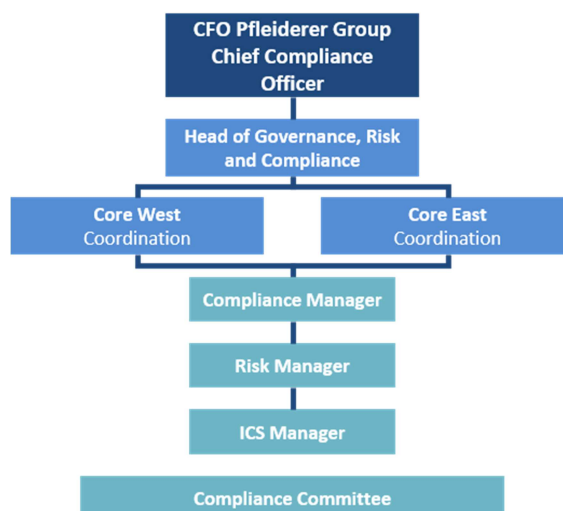 CFO Pfleiderer Group
Chief Compliance
Officer
Head of Governance, Risk
and Compliance
Core West
Coordination
Core East
Coordination
Compliance Manager
Risk Manager
ICS Manager
Compliance Committee